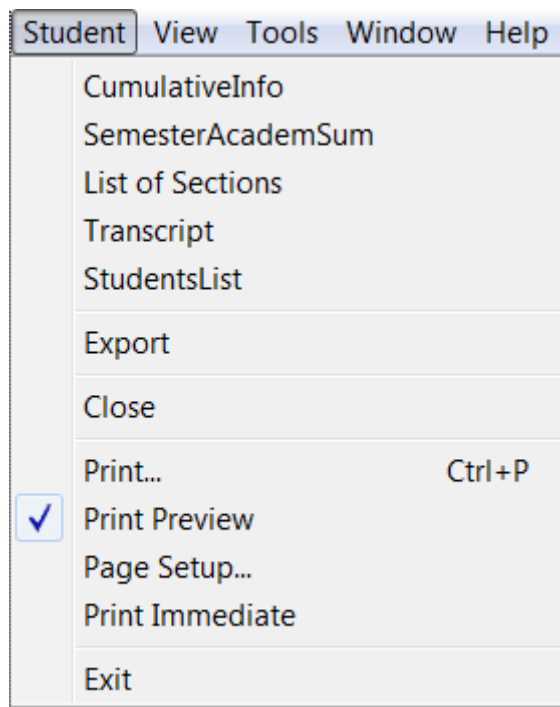 Student View Tools Window Help
CumulativeInfo
SemesterAcademSum
List of Sections
Transcript
StudentsList
Export
Close
Print... Ctrl+P
Print Preview
Page Setup...
Print Immediate
Exit